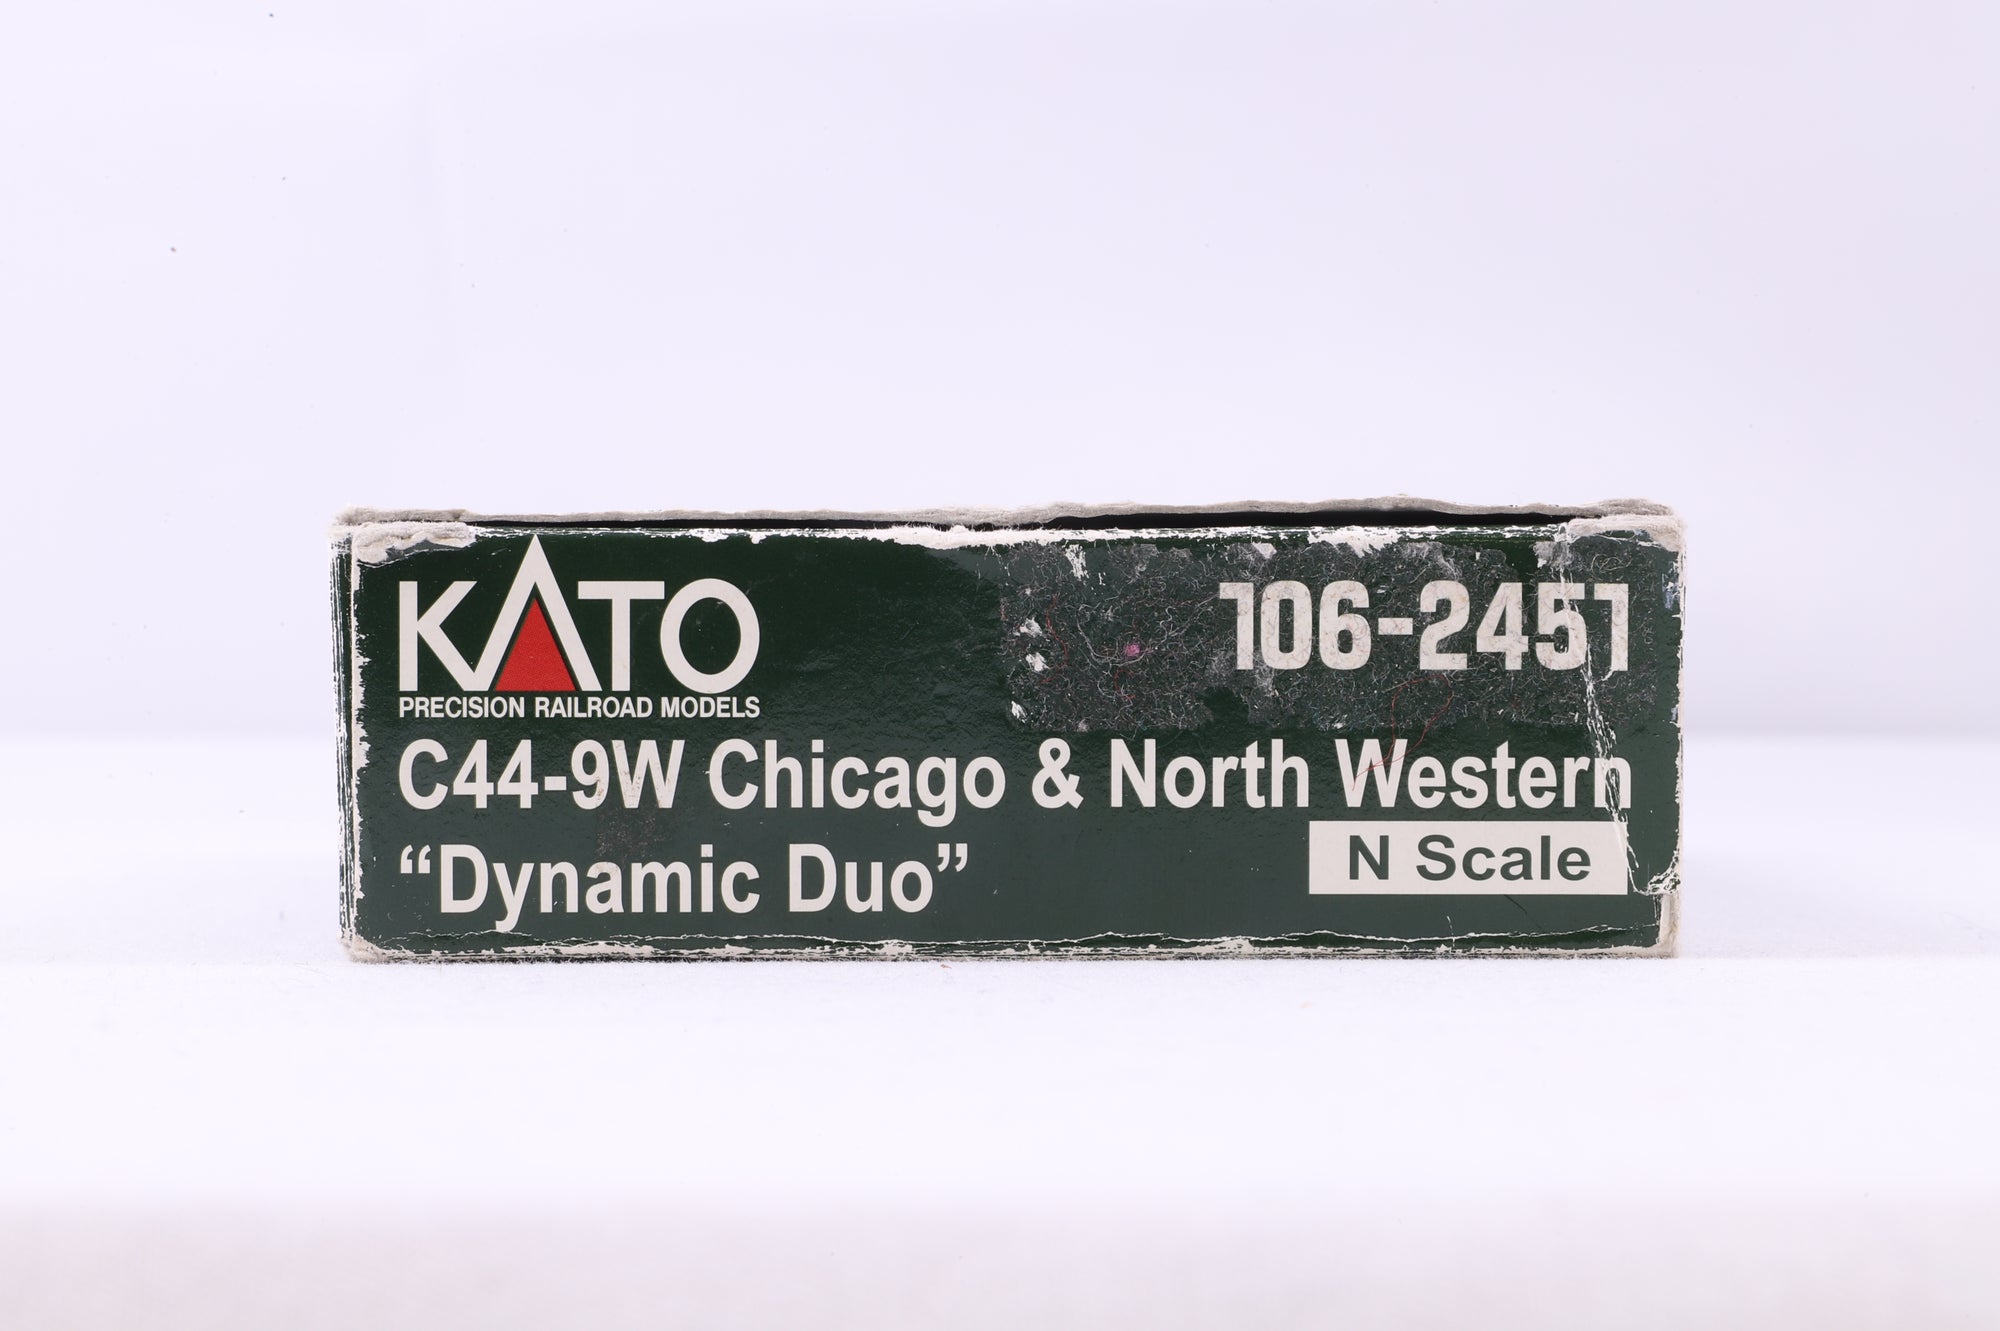 KATO 106-2451
PRECISION RAILROAD MODELS
C44-9W Chicago & North Western
“Dynamic Duo” N Scale